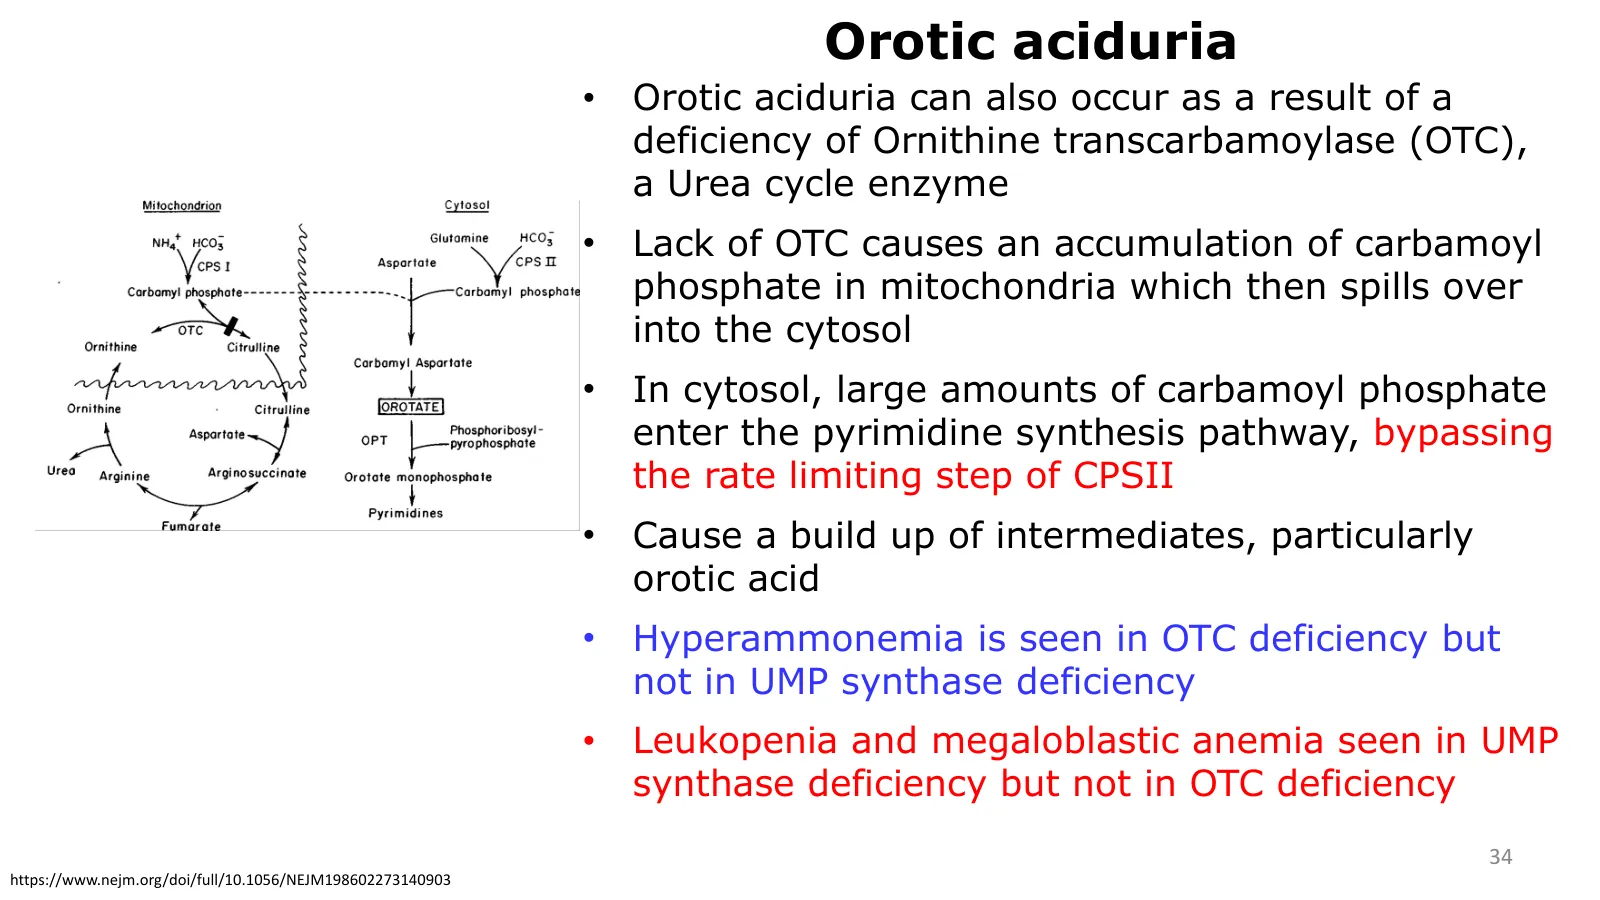 Orotic aciduria
• Orotic aciduria can also occur as a result of a
deficiency of Ornithine transcarbamoylase (OTC),
a Urea cycle enzyme
• Lack of OTC causes an accumulation of carbamoyl
phosphate in mitochondria which then spills over
into the cytosol
• In cytosol, large amounts of carbamoyl phosphate
enter the pyrimidine synthesis pathway, bypassing
the rate limiting step of CPSII
• Cause a build up of intermediates, particularly
orotic acid
• Hyperammonemia is seen in OTC deficiency but
not in UMP synthase deficiency
• Leukopenia and megaloblastic anemia seen in UMP
synthase deficiency but not in OTC deficiency
Mitochondrion
NH4+ HCO3-
CPS I
Carbamyl phosphate
OTC
Ornithine
Citrulline
Ornithine
Citrulline
Aspartate
Urea
Arginine
Arginosuccinate
Fumarate
Cytosol
Glutamine
HCO3-
Aspartate
CPS II
Carbamyl phosphate
Carbamyl Aspartate
OROTATE
OPT
Phosphoribosyl-
pyrophosphate
Orotate monophosphate
Pyrimidines
34
https://www.nejm.org/doi/full/10.1056/NEJM198602273140903